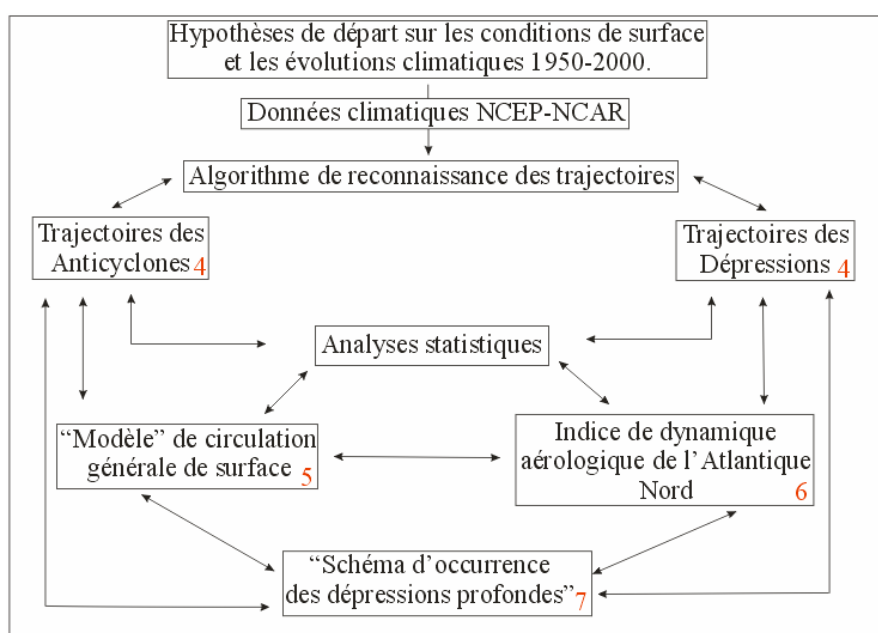 Hypothèses de départ sur les conditions de surface
et les évolutions climatiques 1950-2000.
Données climatiques NCEP-NCAR
Algorithme de reconnaissance des trajectoires
Trajectoires des
Anticyclones 4
Trajectoires des
Dépressions 4
Analyses statistiques
“Modèle” de circulation
générale de surface 5
Indice de dynamique
aérologique de l’Atlantique
Nord 6
“Schéma d’occurrence
des dépressions profondes” 7